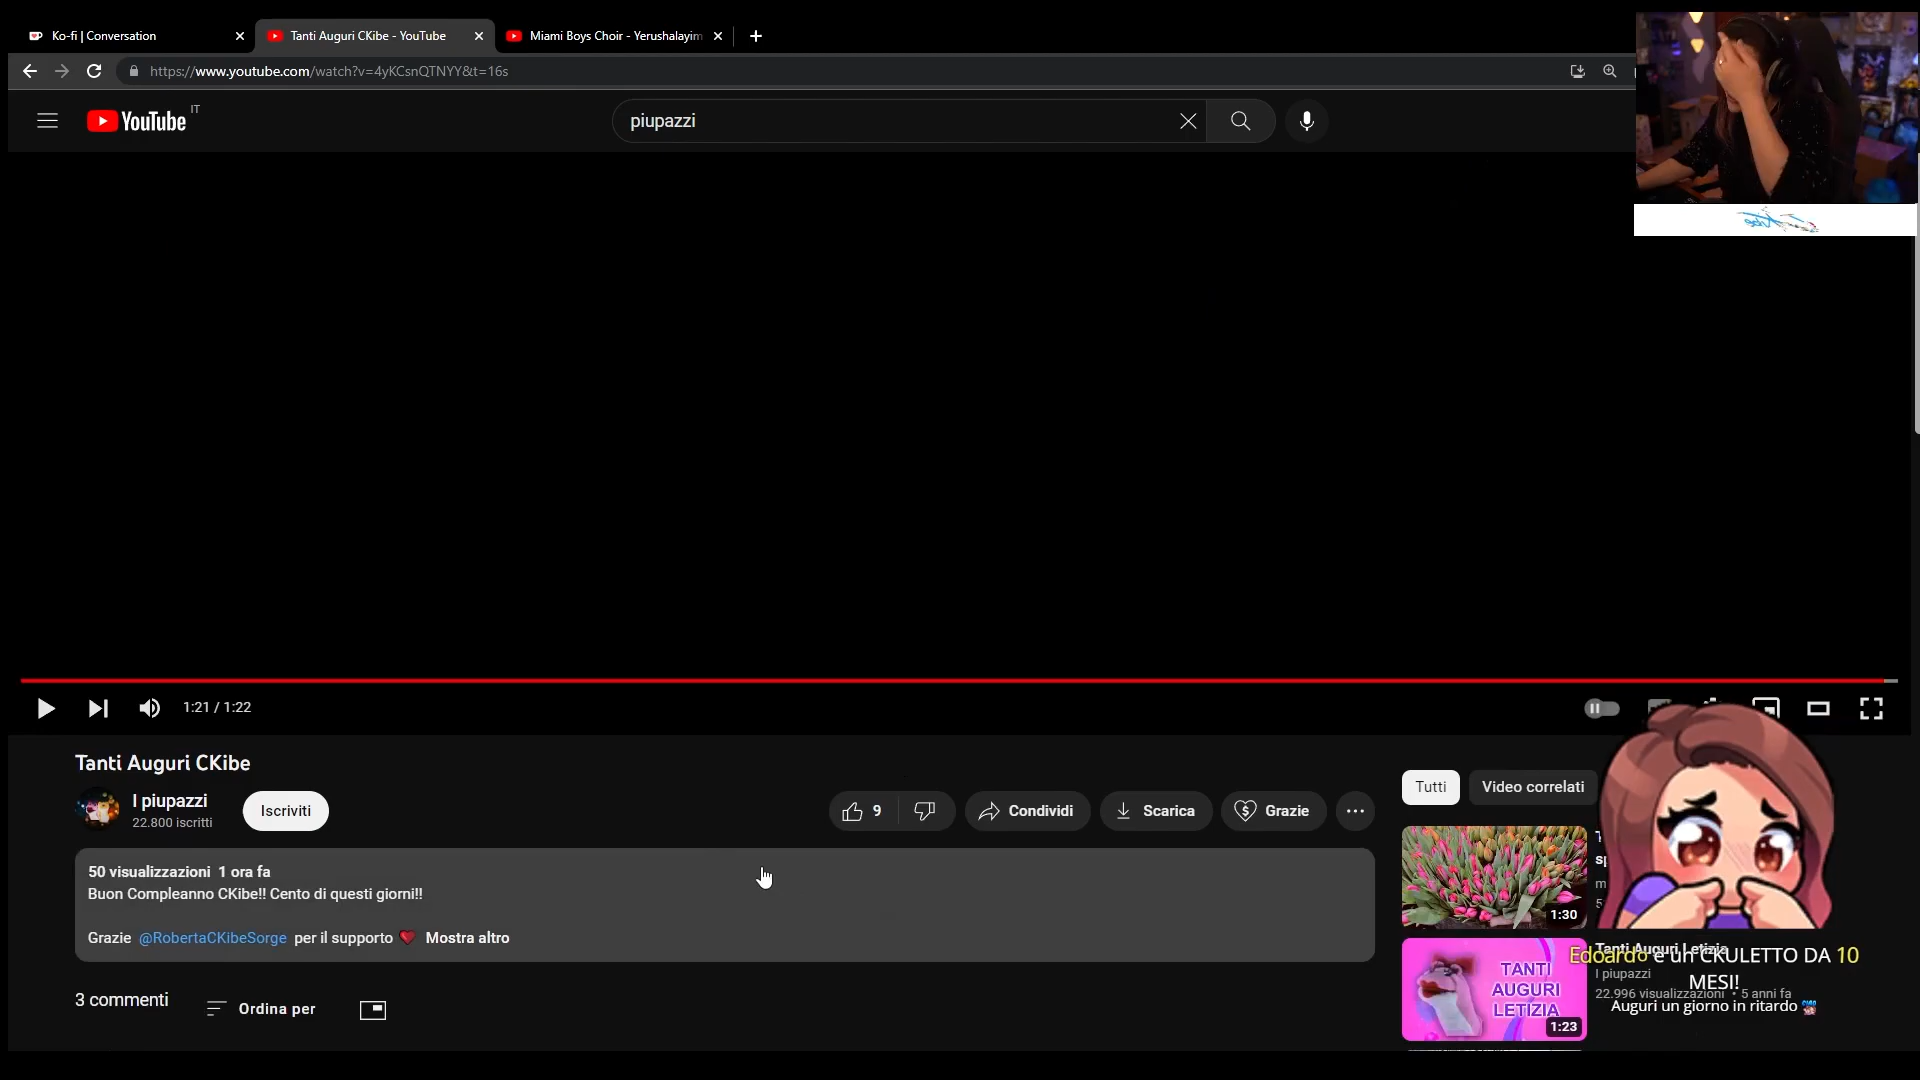 Ko-fi | Conversation
Tanti Auguri CKibe - YouTube
Miami Boys Choir - Yerushalayim
https://www.youtube.com/watch?v=4yKCsnQTNYY&t=16s
YouTube IT
piupazzi
1:21 / 1:22
Tanti Auguri CKibe
I piupazzi
22.800 iscritti
Iscriviti
9
Condividi
Scarica
Grazie
50 visualizzazioni 1 ora fa
Buon Compleanno CKibe!! Cento di questi giorni!!
Grazie @RobertaCKibeSorge per il supporto ❤️ Mostra altro
3 commenti
Ordina per
Tutti
Video correlati
1:30
TANTI
AUGURI
LETIZIA
1:23
Tanti Auguri Letizia
I piupazzi
22.996 visualizzazioni • 5 anni fa
Edoardo è un CKULETTO DA 10
MESI!
Auguri un giorno in ritardo